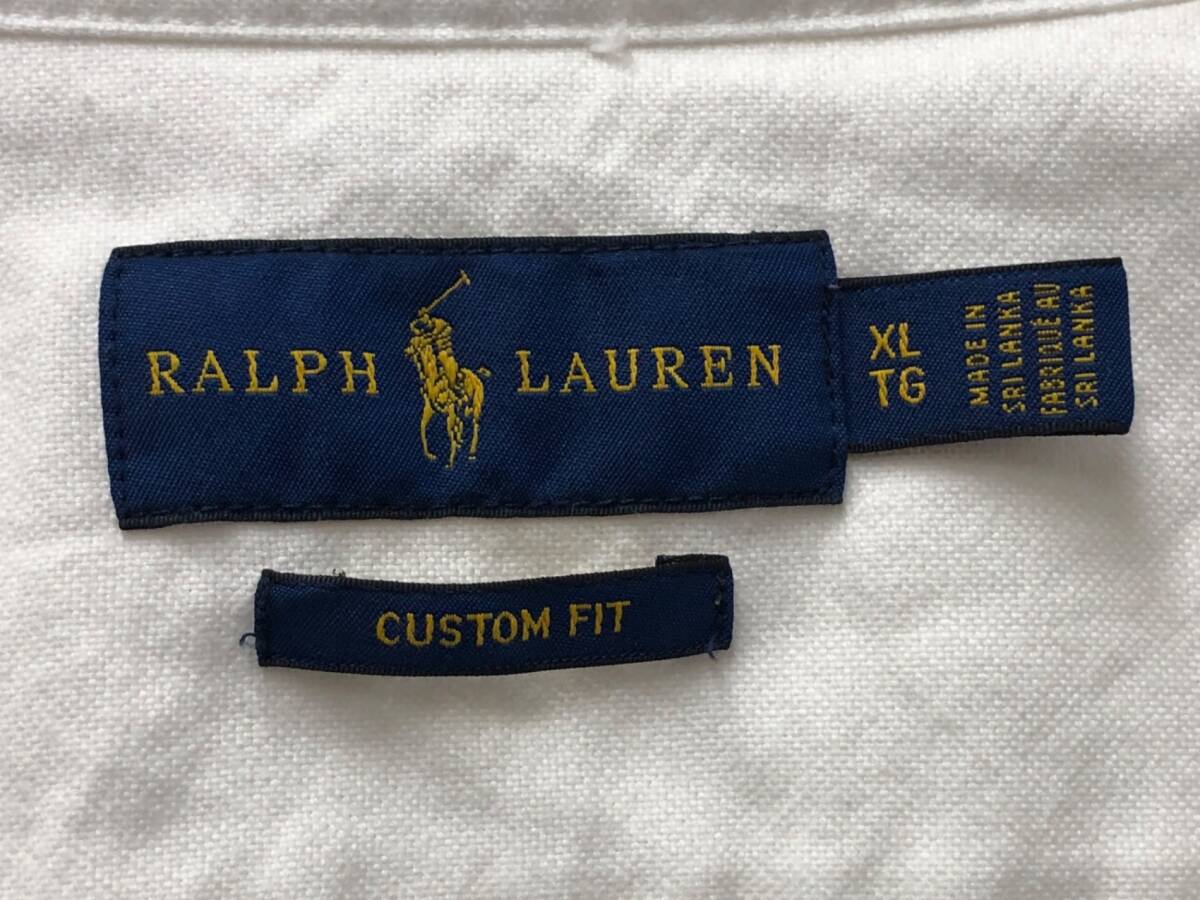 RALPH LAUREN
XL
TG
MADE IN
SRI LANKA
FABRIQUÉ AU
SRI LANKA
CUSTOM FIT